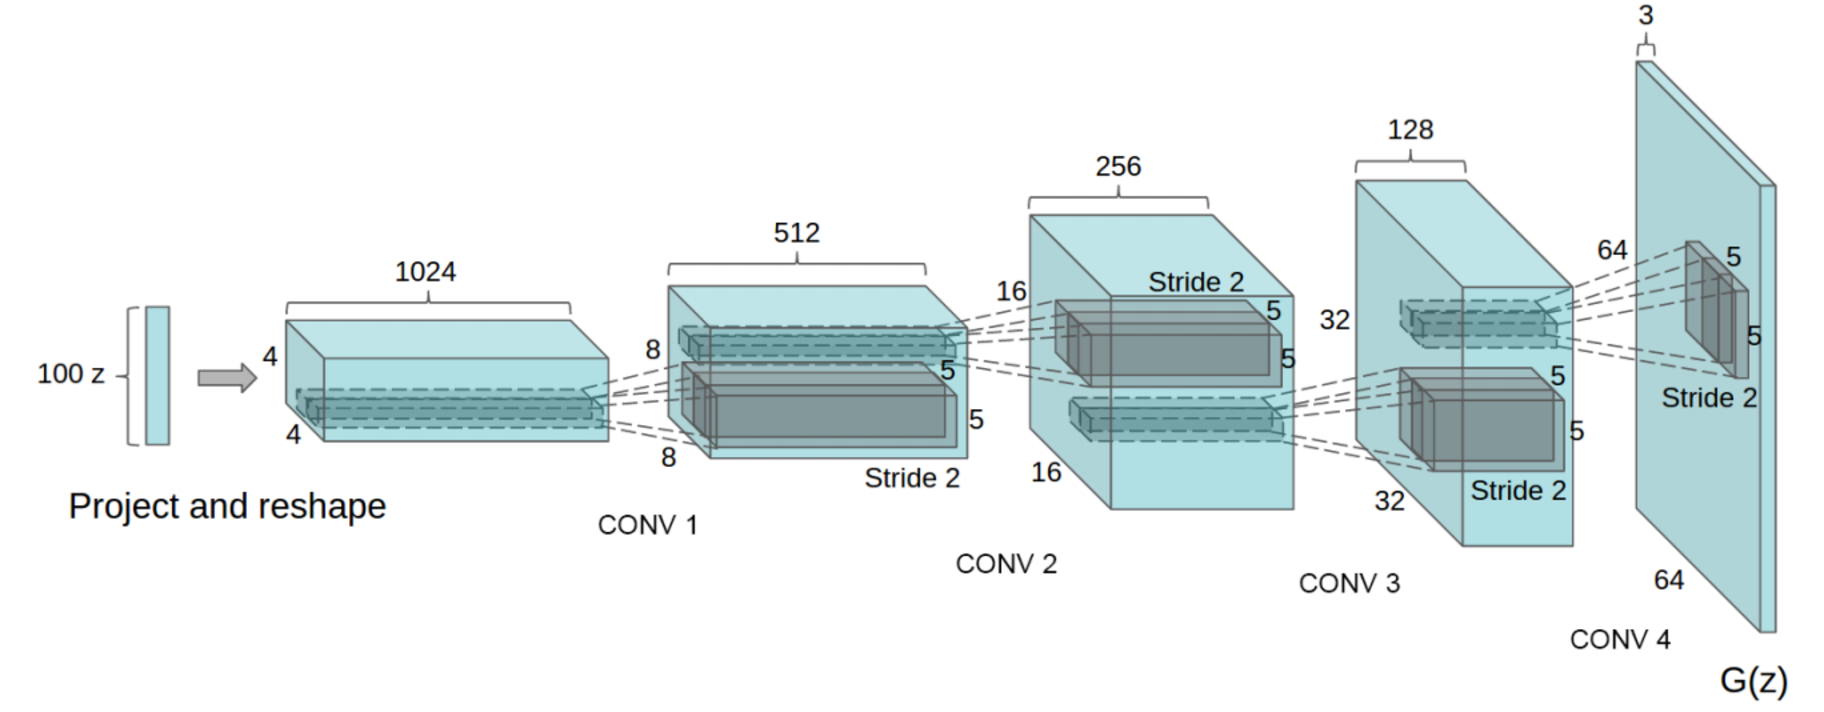 100 z
Project and reshape
1024
4
4
CONV 1
512
8
8
5
5
Stride 2
CONV 2
256
16
16
Stride 2
5
5
CONV 3
128
32
32
5
5
Stride 2
CONV 4
3
64
64
5
5
Stride 2
G(z)